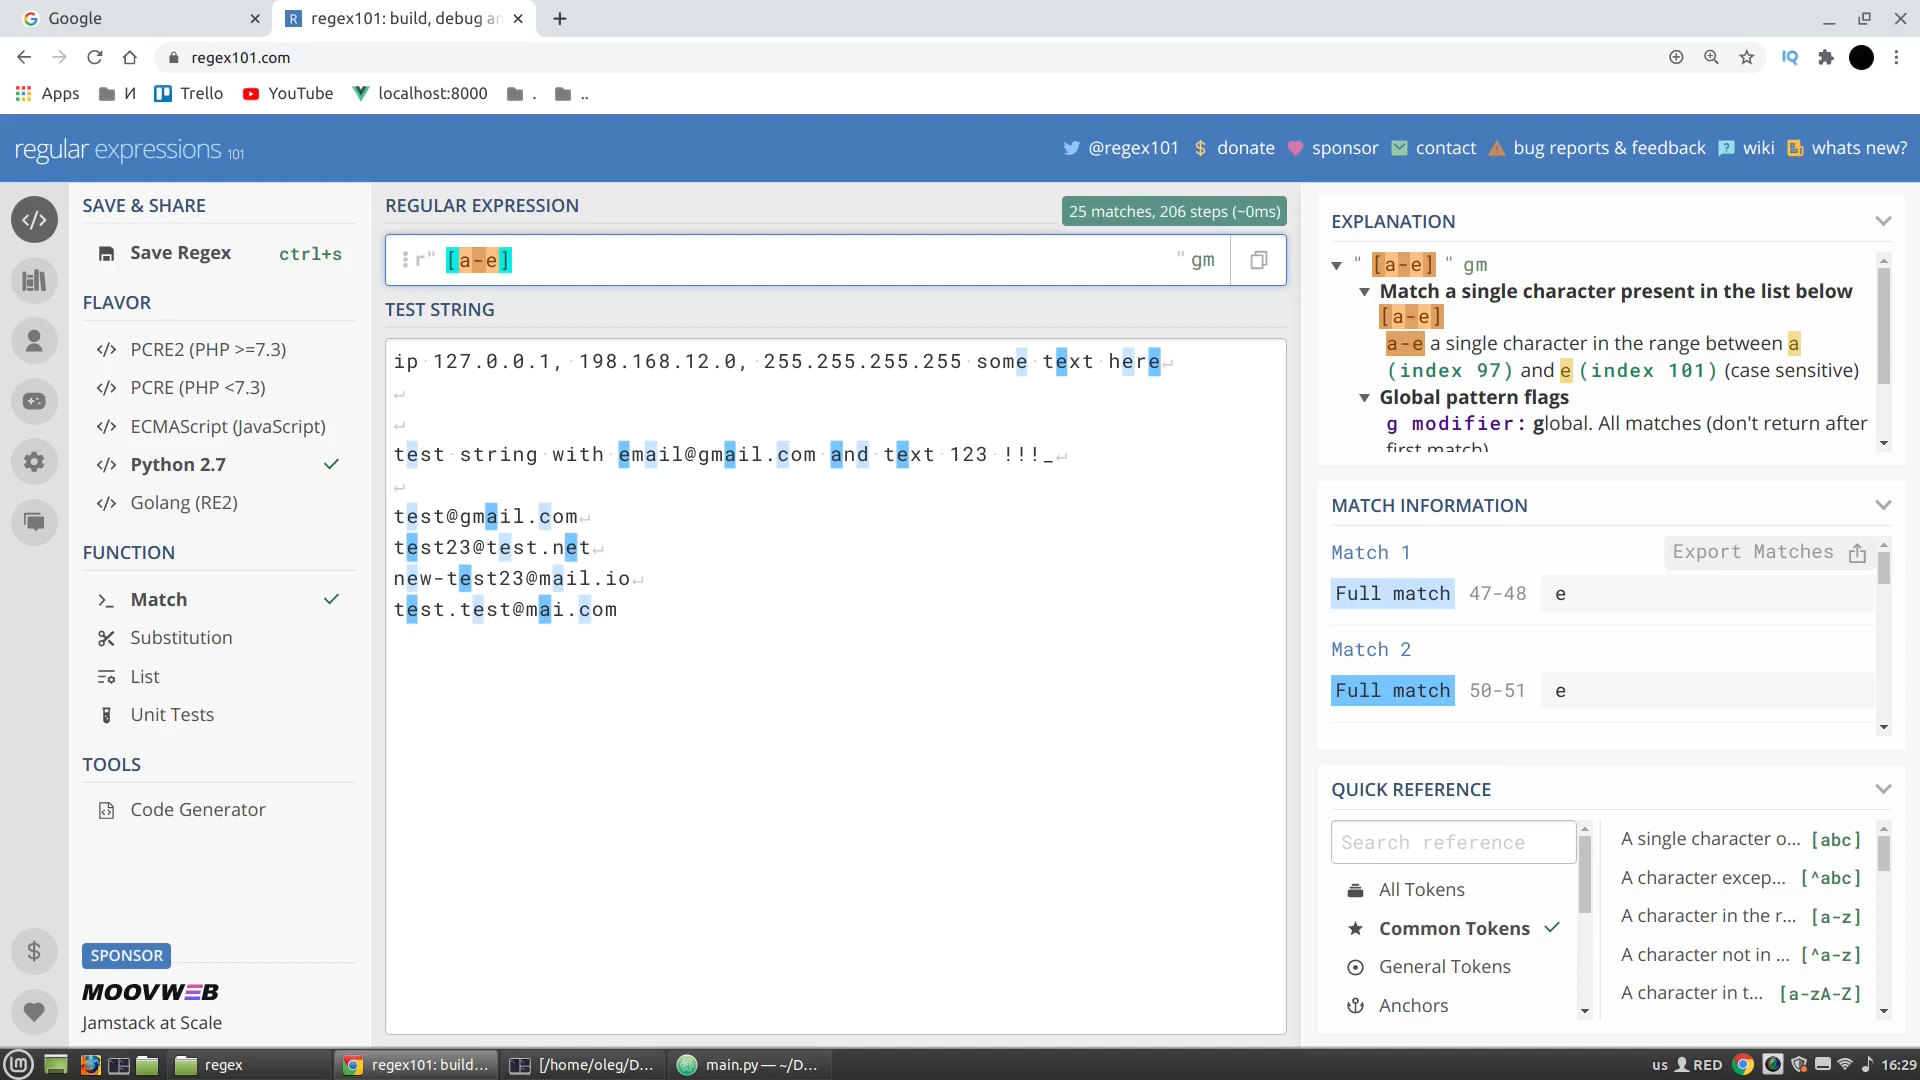 Google
regex101: build, debug an
regex101.com
IQ
Apps
И
Trello
YouTube
localhost:8000
.
..
regular expressions 101
@regex101
$ donate
sponsor
contact
bug reports & feedback
wiki
whats new?
SAVE & SHARE
Save Regex ctrl+s
FLAVOR
</> PCRE2 (PHP >=7.3)
</> PCRE (PHP <7.3)
</> ECMAScript (JavaScript)
</> Python 2.7
</> Golang (RE2)
FUNCTION
Match
Substitution
List
Unit Tests
TOOLS
Code Generator
SPONSOR
MOOVWEB
Jamstack at Scale
REGULAR EXPRESSION
25 matches, 206 steps (~0ms)
r" [a-e] " gm
TEST STRING
ip 127.0.0.1, 198.168.12.0, 255.255.255.255 some text here
test string with email@gmail.com and text 123 !!!_
test@gmail.com
test23@test.net
new-test23@mail.io
test.test@mai.com
EXPLANATION
" [a-e] " gm
Match a single character present in the list below
[a-e]
a-e a single character in the range between a
(index 97) and e (index 101) (case sensitive)
Global pattern flags
g modifier: global. All matches (don't return after
first match)
MATCH INFORMATION
Match 1
Export Matches
Full match 47-48 e
Match 2
Full match 50-51 e
QUICK REFERENCE
Search reference
All Tokens
Common Tokens
General Tokens
Anchors
A single character o... [abc]
A character excep... [^abc]
A character in the r... [a-z]
A character not in ... [^a-z]
A character in t... [a-zA-Z]
regex
regex101: build...
[/home/oleg/D...
main.py — ~/D...
us
RED
16:29